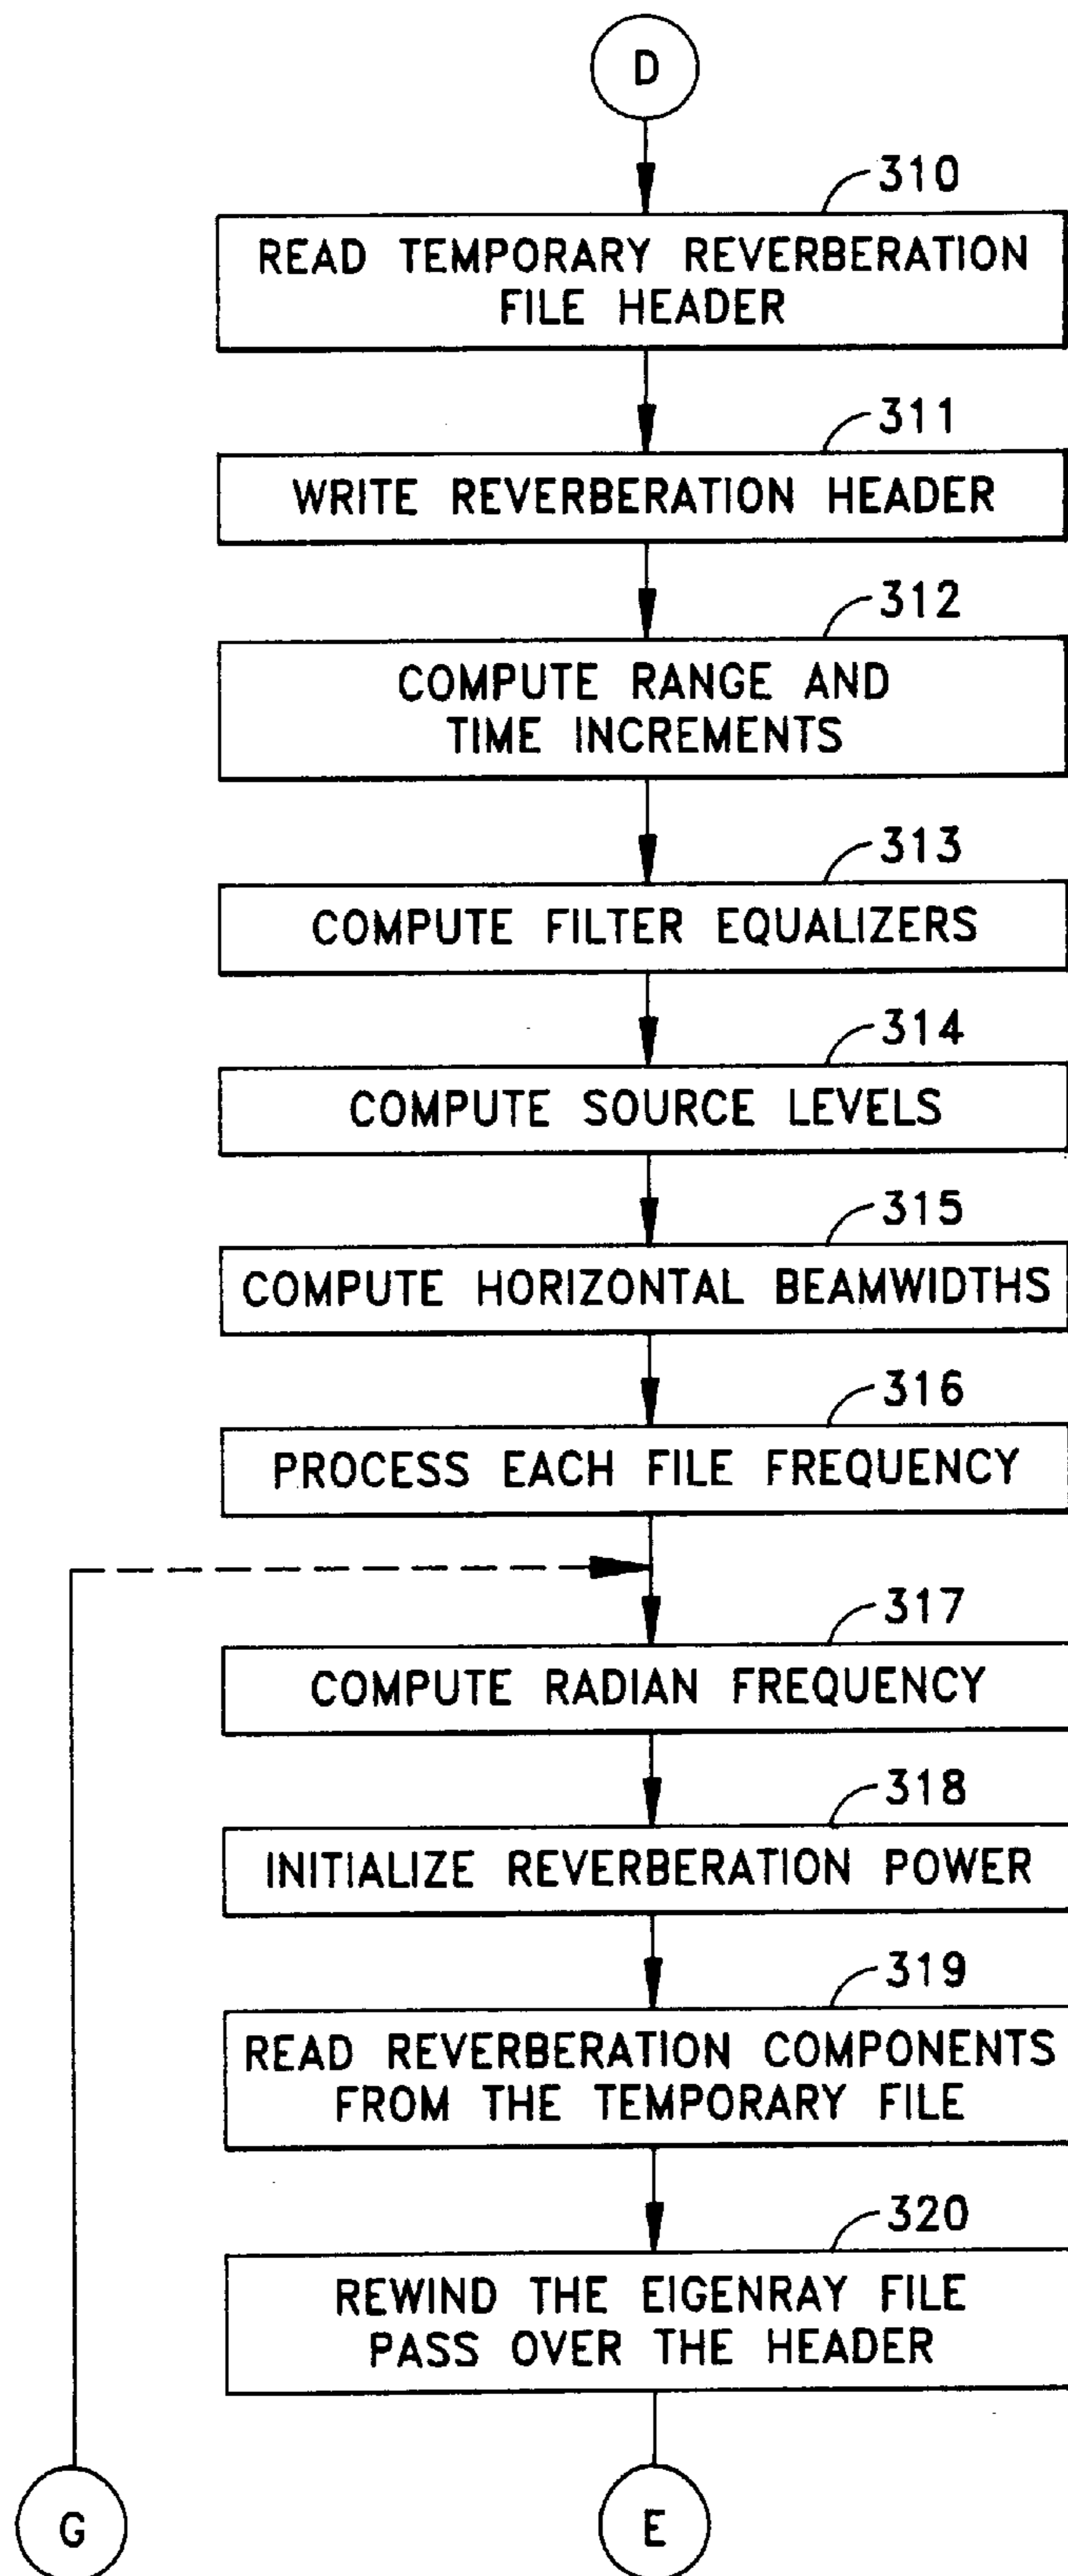 D
310
READ TEMPORARY REVERBERATION
FILE HEADER
311
WRITE REVERBERATION HEADER
312
COMPUTE RANGE AND
TIME INCREMENTS
313
COMPUTE FILTER EQUALIZERS
314
COMPUTE SOURCE LEVELS
315
COMPUTE HORIZONTAL BEAMWIDTHS
316
PROCESS EACH FILE FREQUENCY
317
COMPUTE RADIAN FREQUENCY
318
INITIALIZE REVERBERATION POWER
319
READ REVERBERATION COMPONENTS
FROM THE TEMPORARY FILE
320
REWIND THE EIGENRAY FILE
PASS OVER THE HEADER
G
E